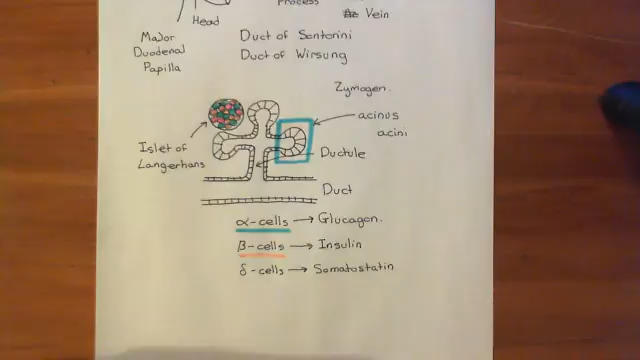 Process
Head
Vein
Major
Duodenal
Papilla
Duct of Santorini
Duct of Wirsung
Zymogen.
acinus
acini
Islet of
Langerhans
Ductule
Duct
α-cells → Glucagon.
β-cells → Insulin
δ-cells → Somatostatin